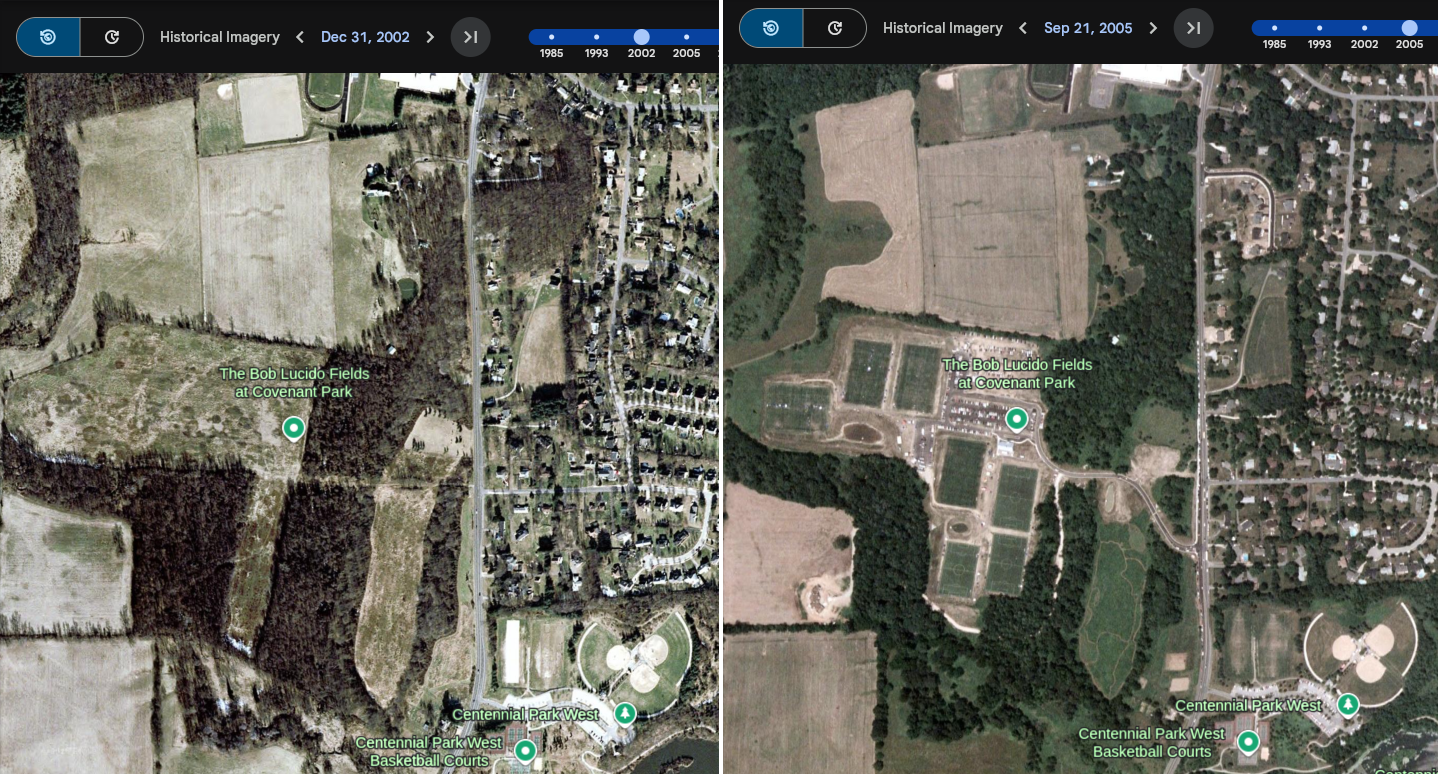 Historical Imagery
Dec 31, 2002
1985 1993 2002 2005
The Bob Lucido Fields
at Covenant Park
Centennial Park West
Centennial Park West
Basketball Courts
Historical Imagery
Sep 21, 2005
1985 1993 2002 2005
The Bob Lucido Fields
at Covenant Park
Centennial Park West
Centennial Park West
Basketball Courts